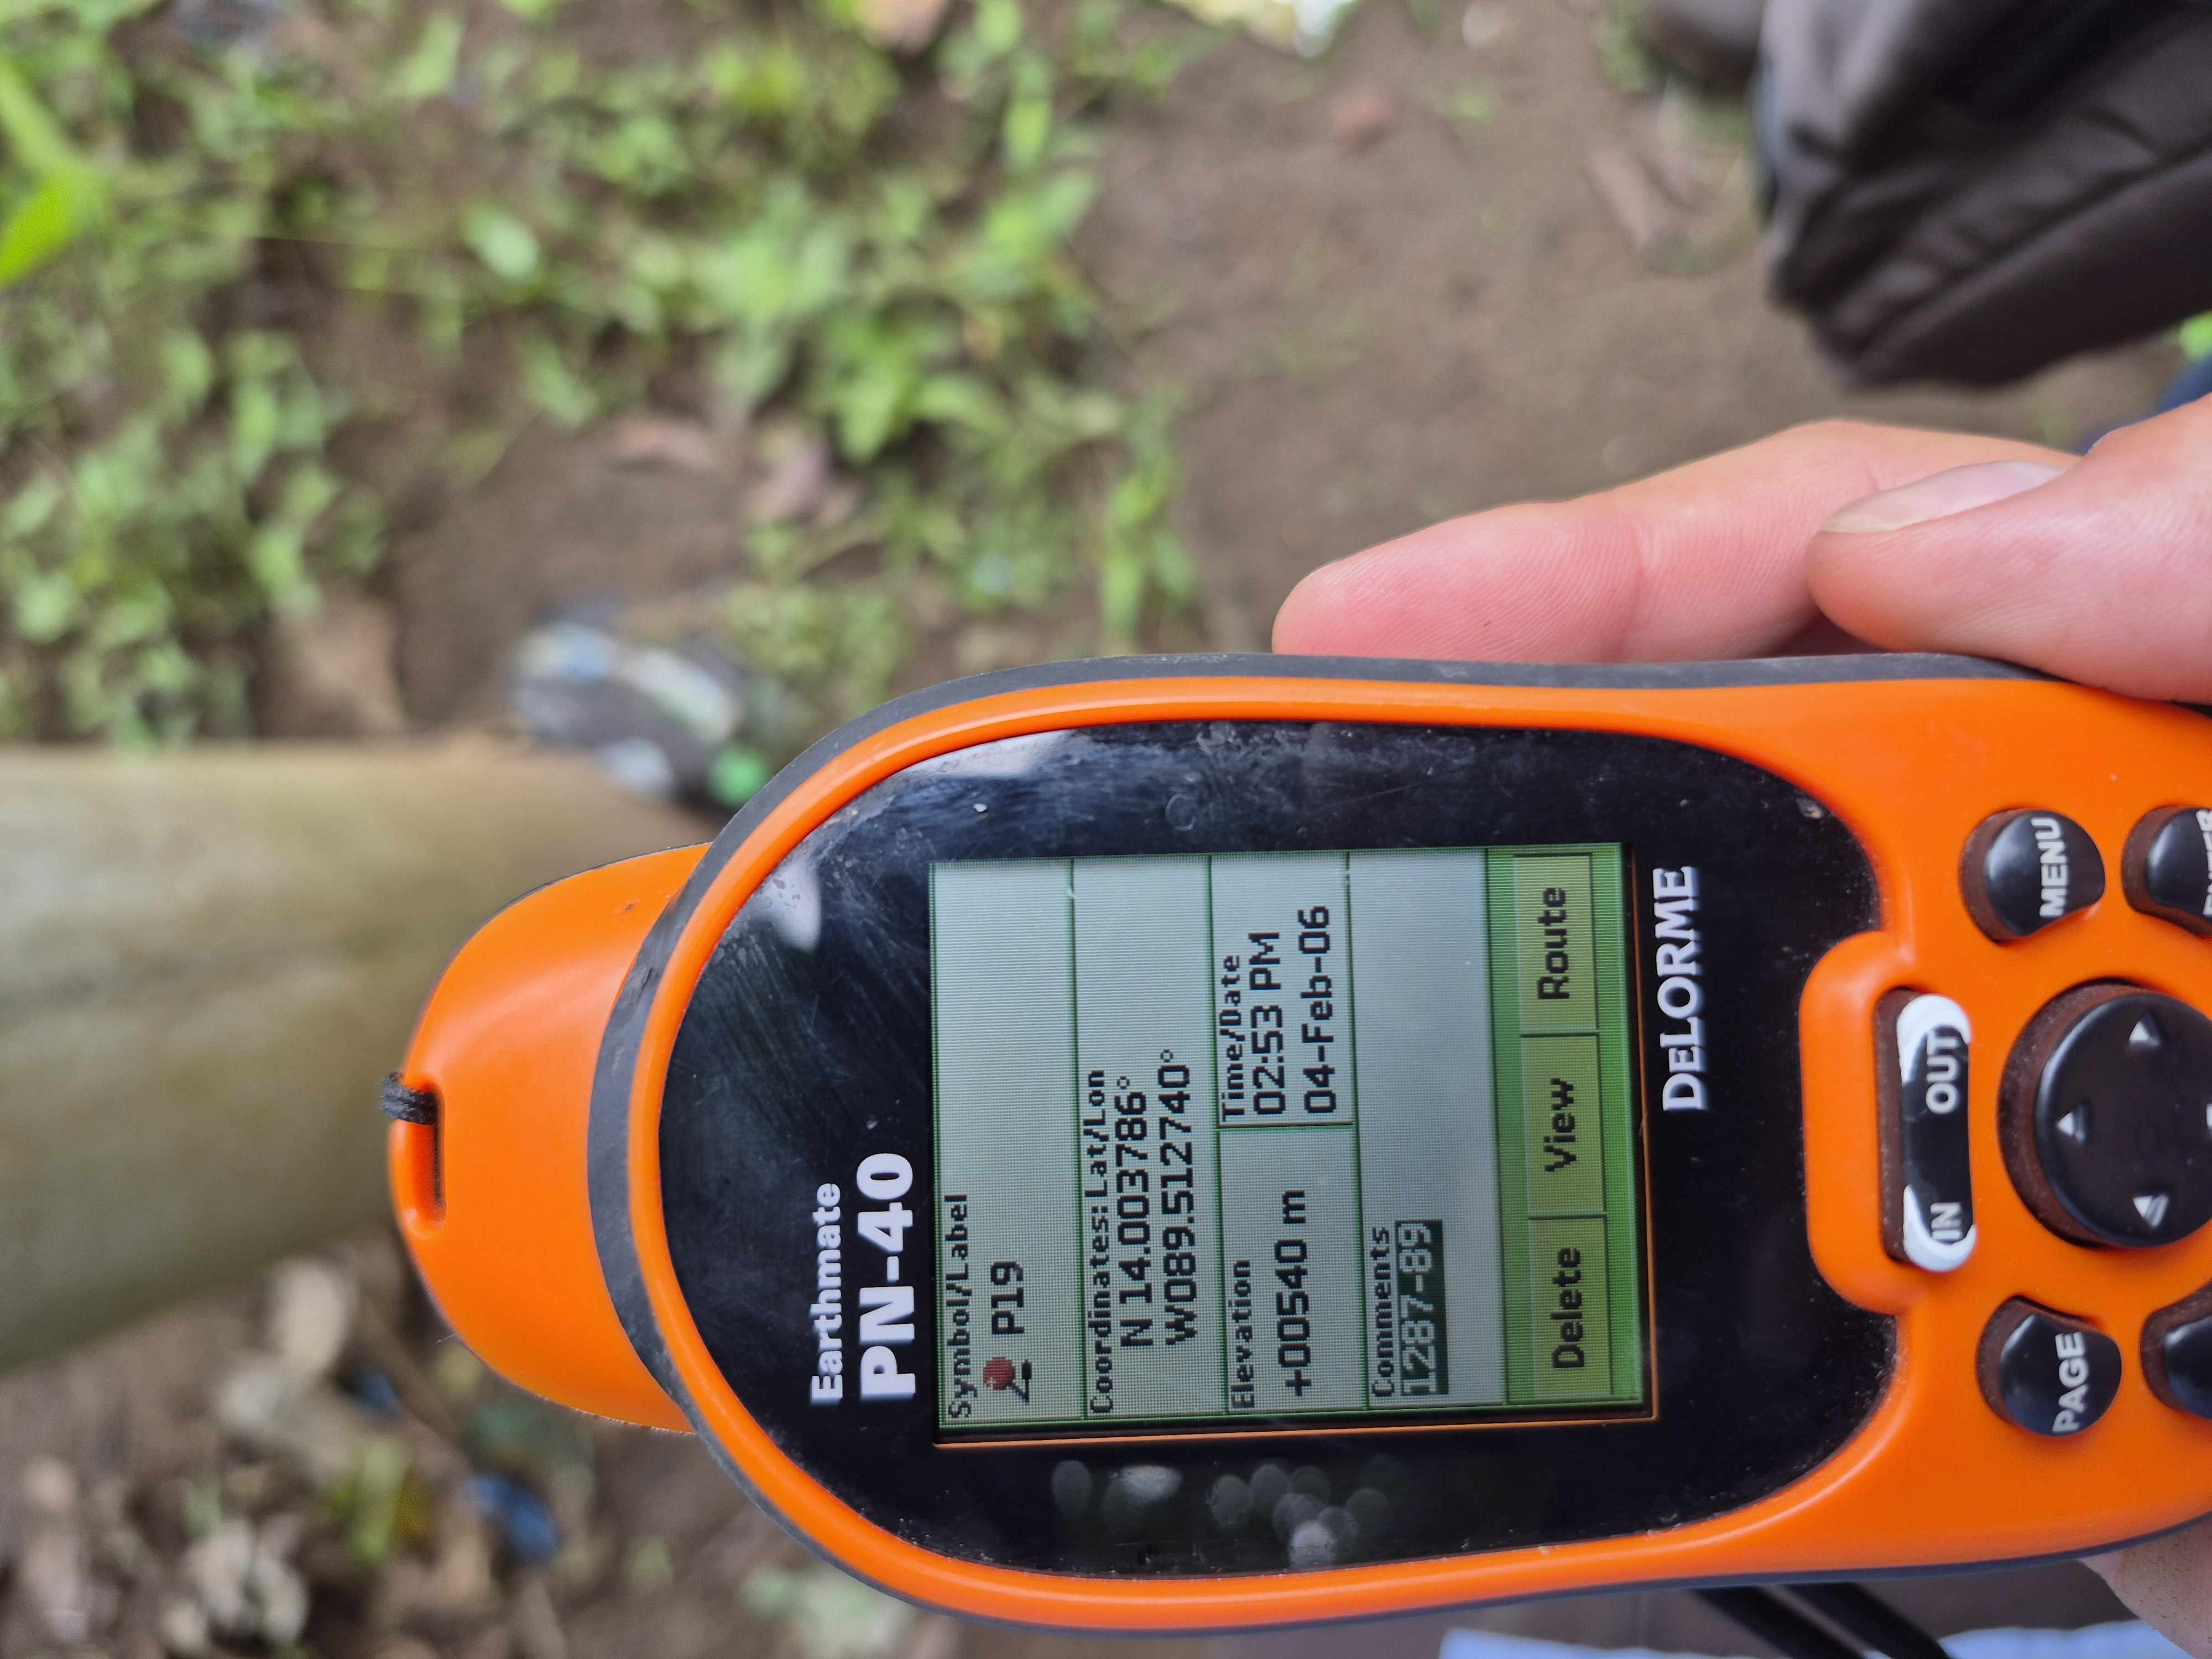 Earthmate
PN-40
Symbol/Label
P19
Coordinates: Lat/Lon
N 14.003786°
W089.512740°
Elevation
+00540 m
Time/Date
02:53 PM
04-Feb-06
Comments
1287-89
Delete View Route
DELORME
IN OUT
PAGE MENU